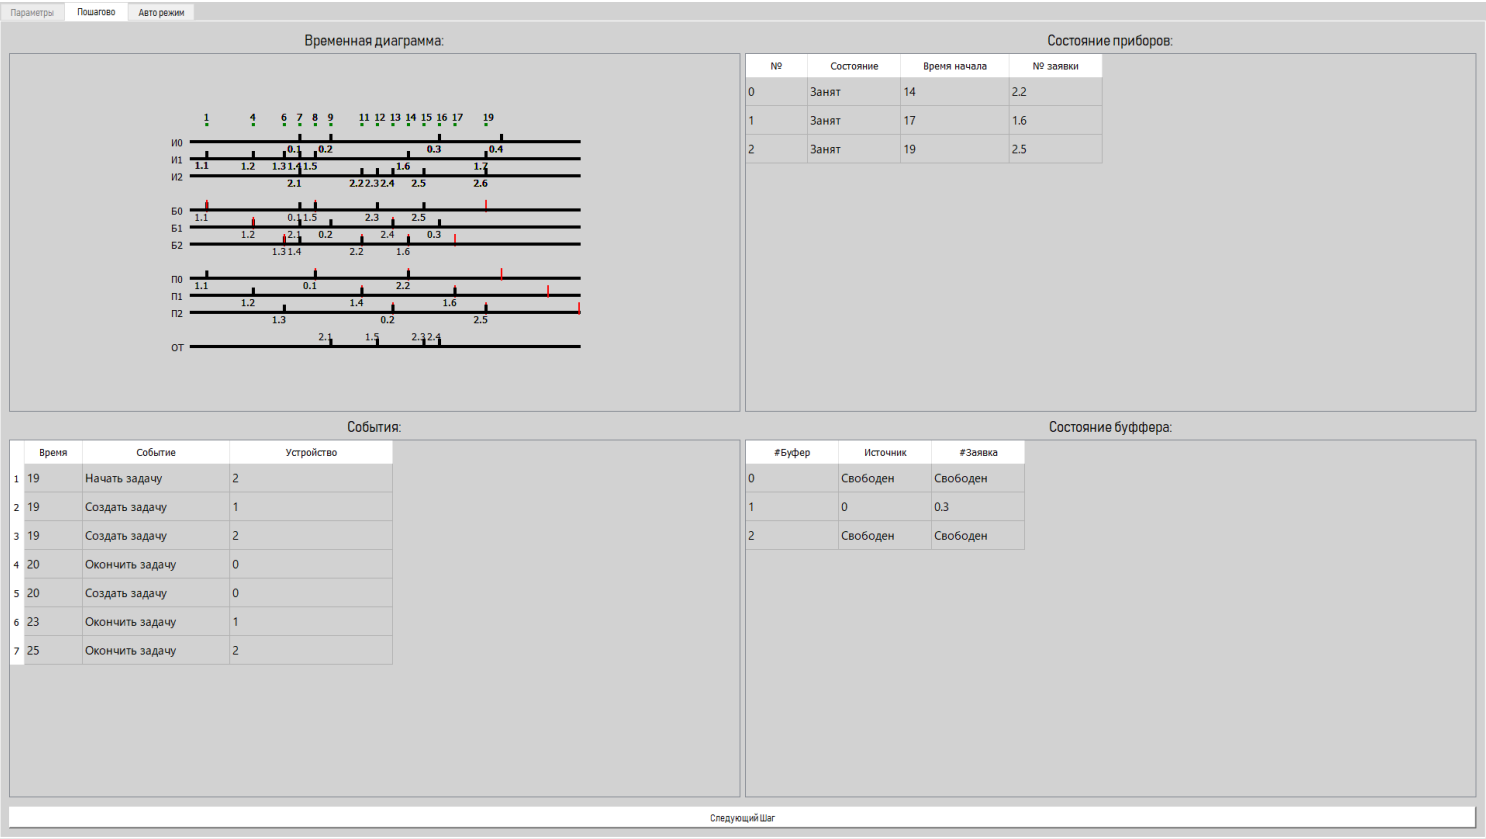 Параметры Пошагово Авто режим
Временная диаграмма:
1 4 6 7 8 9 11 12 13 14 15 16 17 19
И0
0.1 0.2 0.3 0.4
И1
1.1 1.2 1.3 1.4 1.5 1.6 1.7
И2
2.1 2.2 2.3 2.4 2.5 2.6
Б0
1.1 0.1 1.5 2.3 2.5
Б1
1.2 2.1 0.2 2.4 0.3
Б2
1.3 1.4 2.2 1.6
П0
1.1 0.1 2.2
П1
1.2 1.4 1.6
П2
1.3 0.2 2.5
2.1 1.5 2.3 2.4
ОТ
Состояние приборов:
№ Состояние Время начала № заявки
0 Занят 14 2.2
1 Занят 17 1.6
2 Занят 19 2.5
События:
Время Событие Устройство
1 19 Начать задачу 2
2 19 Создать задачу 1
3 19 Создать задачу 2
4 20 Окончить задачу 0
5 20 Создать задачу 0
6 23 Окончить задачу 1
7 25 Окончить задачу 2
Состояние буффера:
#Буфер Источник #Заявка
0 Свободен Свободен
1 0 0.3
2 Свободен Свободен
Следующий Шаг